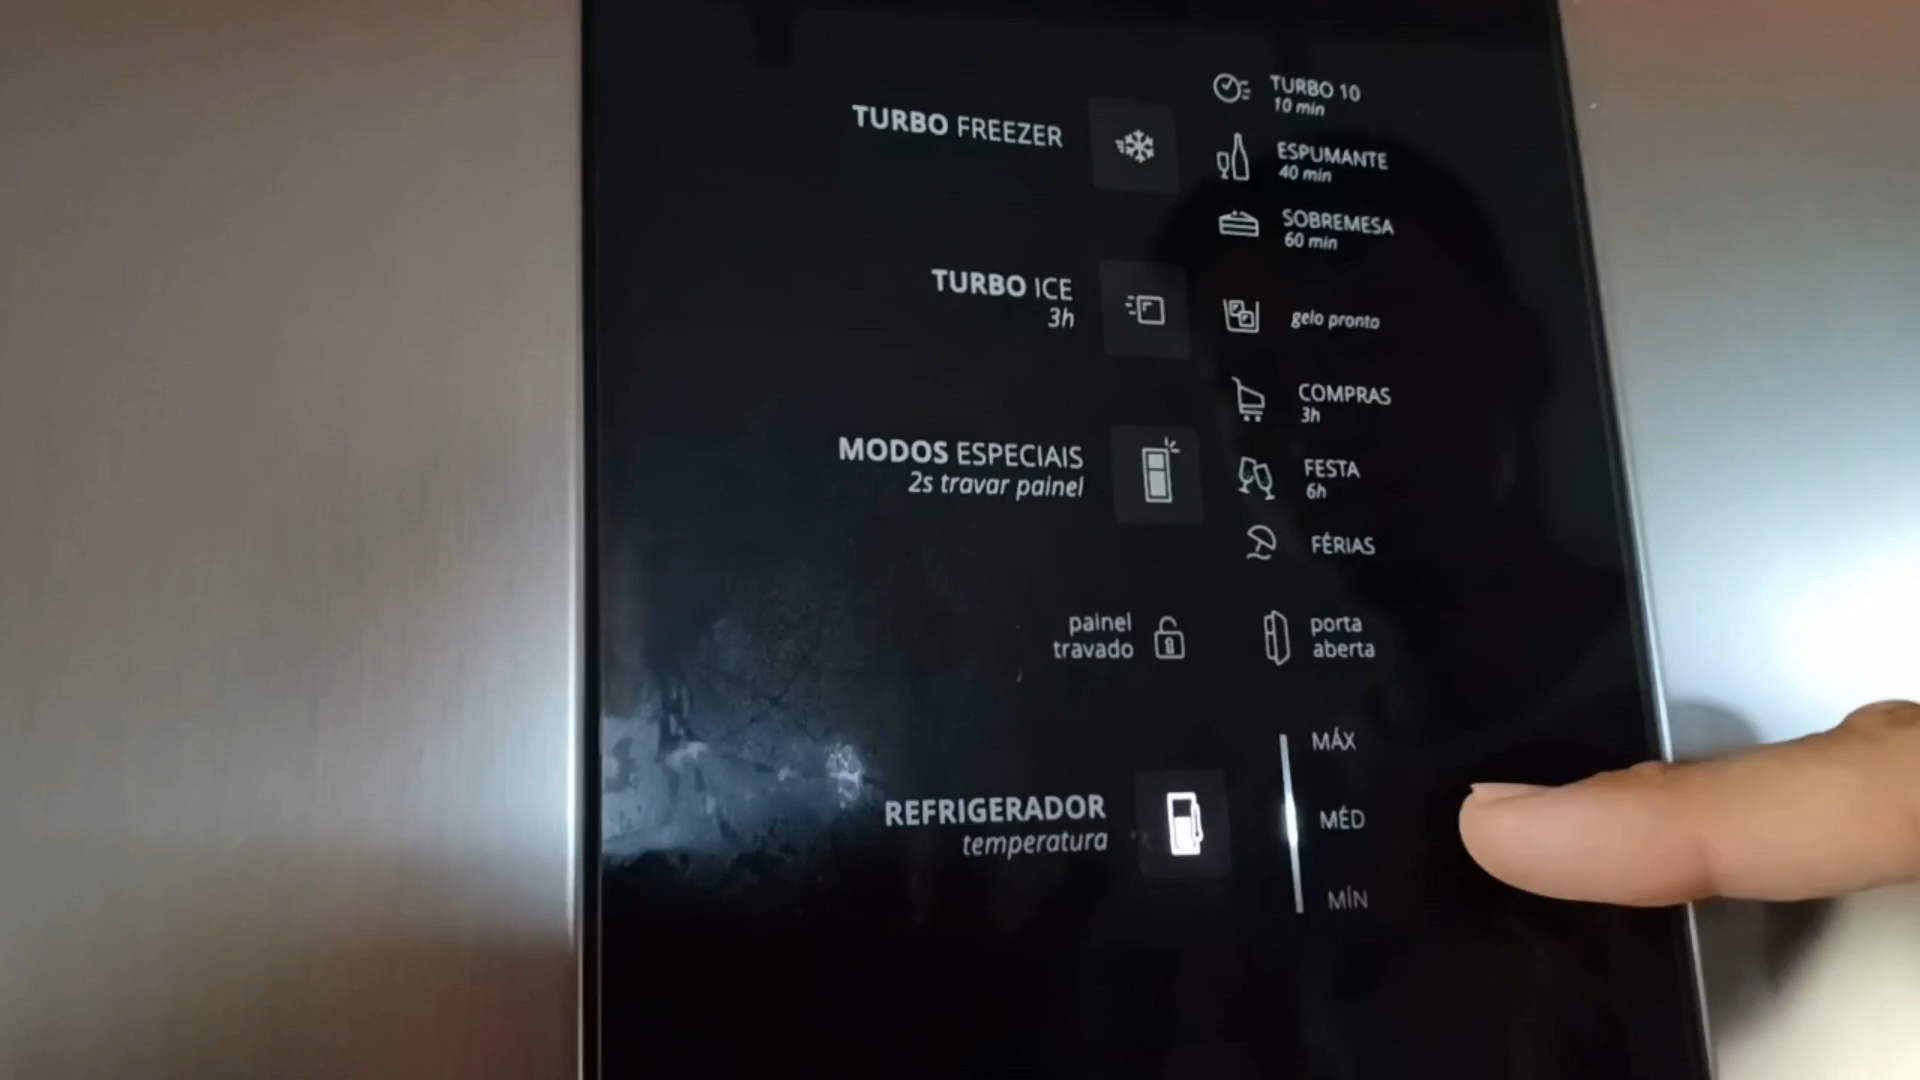 TURBO FREEZER
TURBO 10
10 min
ESPUMANTE
40 min
SOBREMESA
60 min
TURBO ICE
3h
gelo pronto
MODOS ESPECIAIS
2s travar painel
COMPRAS
3h
FESTA
6h
FÉRIAS
painel
travado
porta
aberta
REFRIGERADOR
temperatura
MÁX
MÉD
MÍN